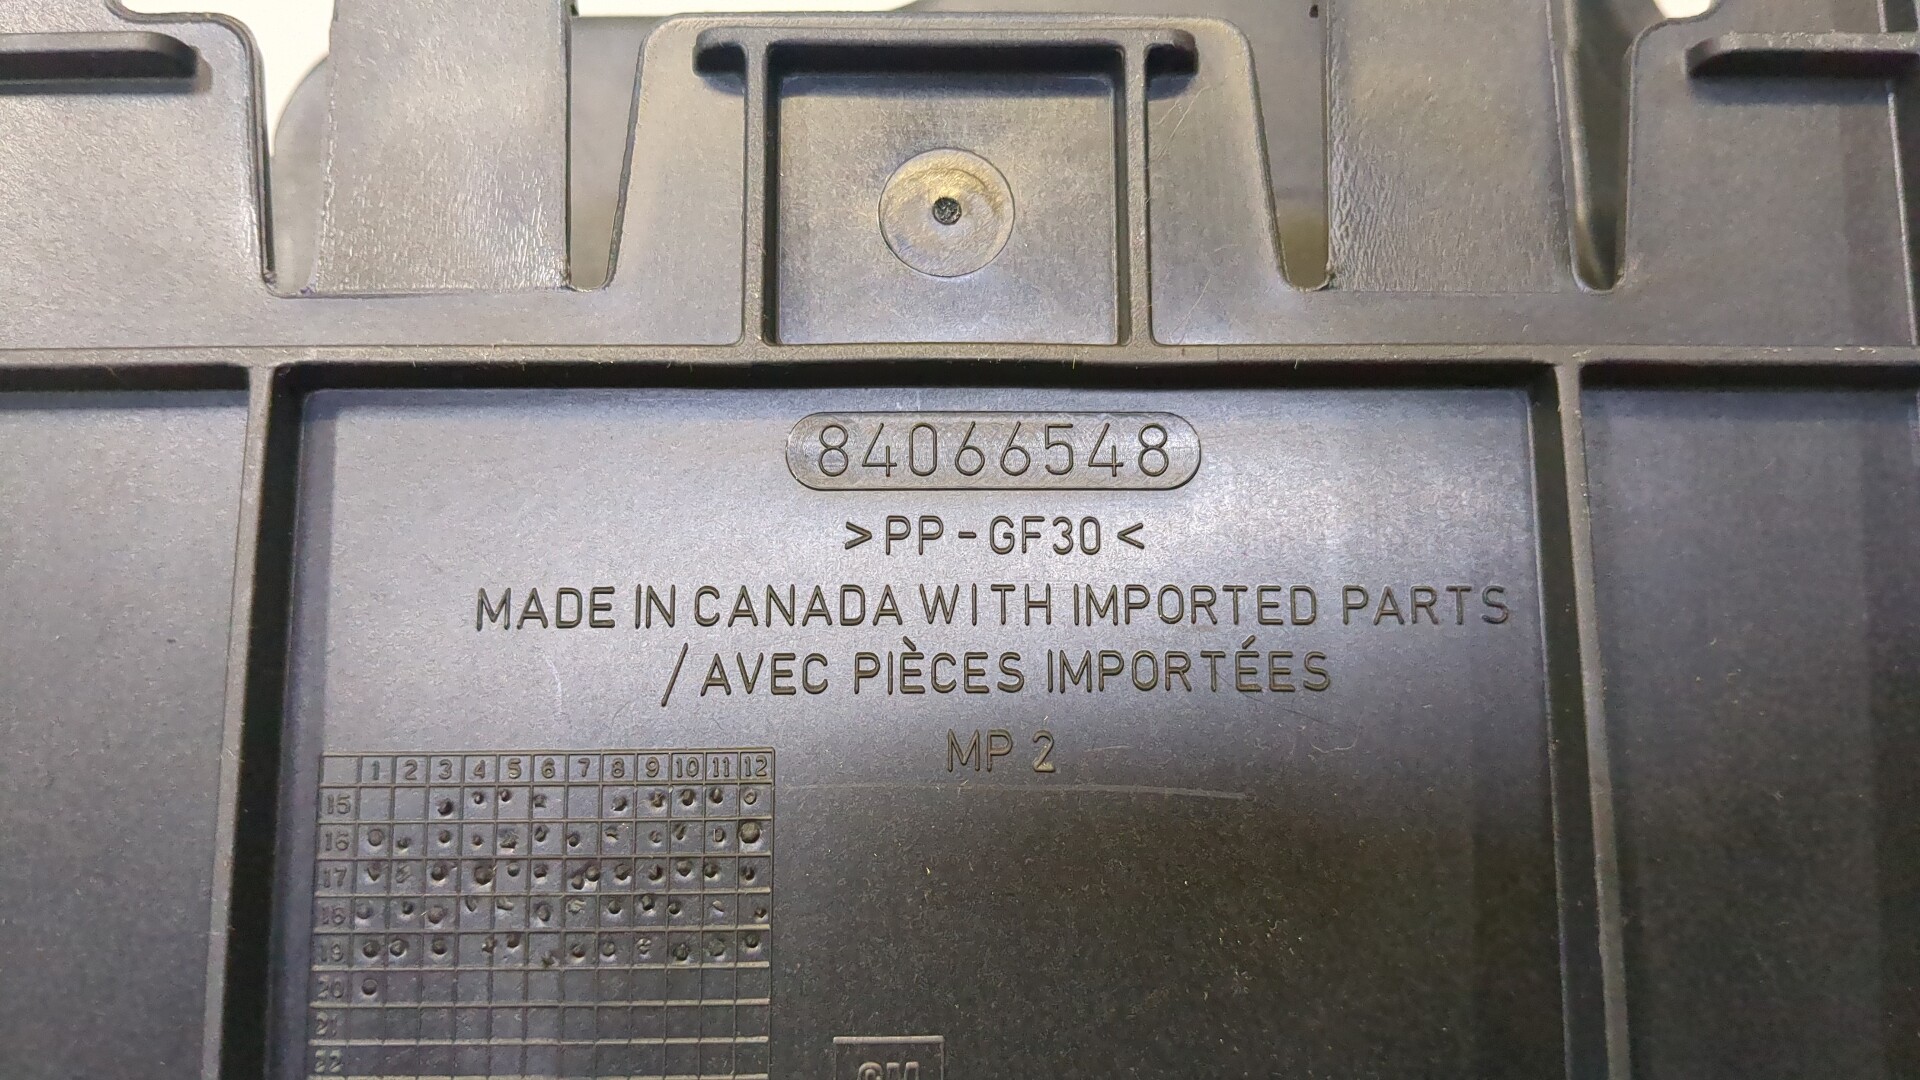 84066548
>PP-GF30<
MADE IN CANADA WITH IMPORTED PARTS
/AVEC PIÈCES IMPORTÉES
MP 2
1 2 3 4 5 6 7 8 9 10 11 12
15
16
17
18
19
20
21
22
GM